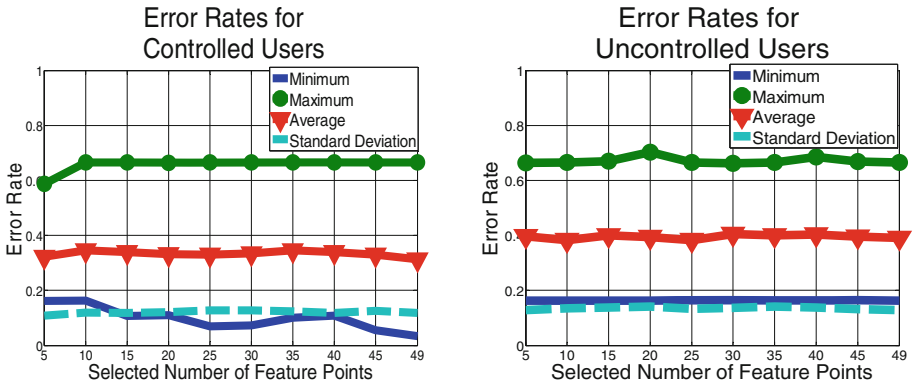 Error Rates for
Controlled Users
Minimum
Maximum
Average
Standard Deviation
Error Rate
1
0.8
0.6
0.4
0.2
0
5 10 15 20 25 30 35 40 45 49
Selected Number of Feature Points
Error Rates for
Uncontrolled Users
Minimum
Maximum
Average
Standard Deviation
Error Rate
1
0.8
0.6
0.4
0.2
0
5 10 15 20 25 30 35 40 45 49
Selected Number of Feature Points